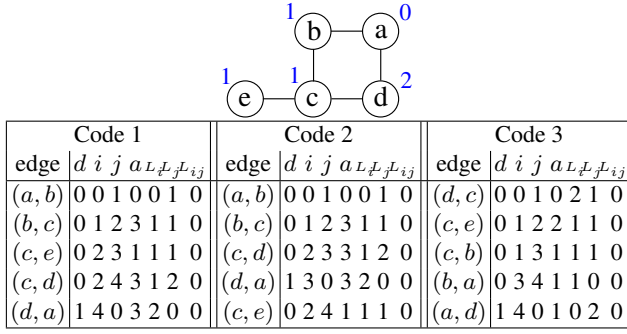 1 0
b a
1 1 2
e c d
Code 1 Code 2 Code 3
edge d i j a L_i L_j L_ij edge d i j a L_i L_j L_ij edge d i j a L_i L_j L_ij
(a, b) 0 0 1 0 0 1 0 (a, b) 0 0 1 0 0 1 0 (d, c) 0 0 1 0 2 1 0
(b, c) 0 1 2 3 1 1 0 (b, c) 0 1 2 3 1 1 0 (c, e) 0 1 2 2 1 1 0
(c, e) 0 2 3 1 1 1 0 (c, d) 0 2 3 3 1 2 0 (c, b) 0 1 3 1 1 1 0
(c, d) 0 2 4 3 1 2 0 (d, a) 1 3 0 3 2 0 0 (b, a) 0 3 4 1 1 0 0
(d, a) 1 4 0 3 2 0 0 (c, e) 0 2 4 1 1 1 0 (a, d) 1 4 0 1 0 2 0